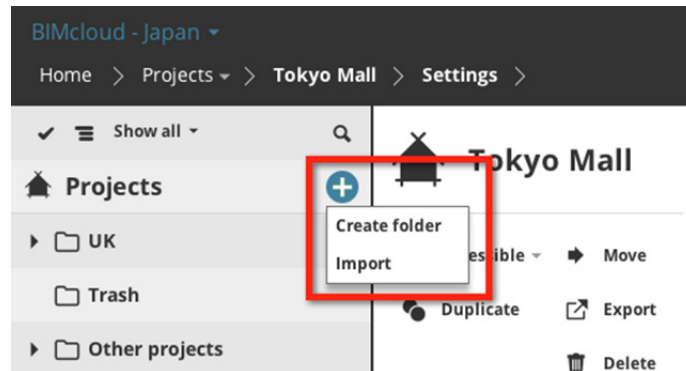 BIMcloud - Japan
Home > Projects > Tokyo Mall > Settings >
Show all
Projects
Tokyo Mall
Create folder
Import
UK
essible
Move
Trash
Duplicate
Export
Other projects
Delete